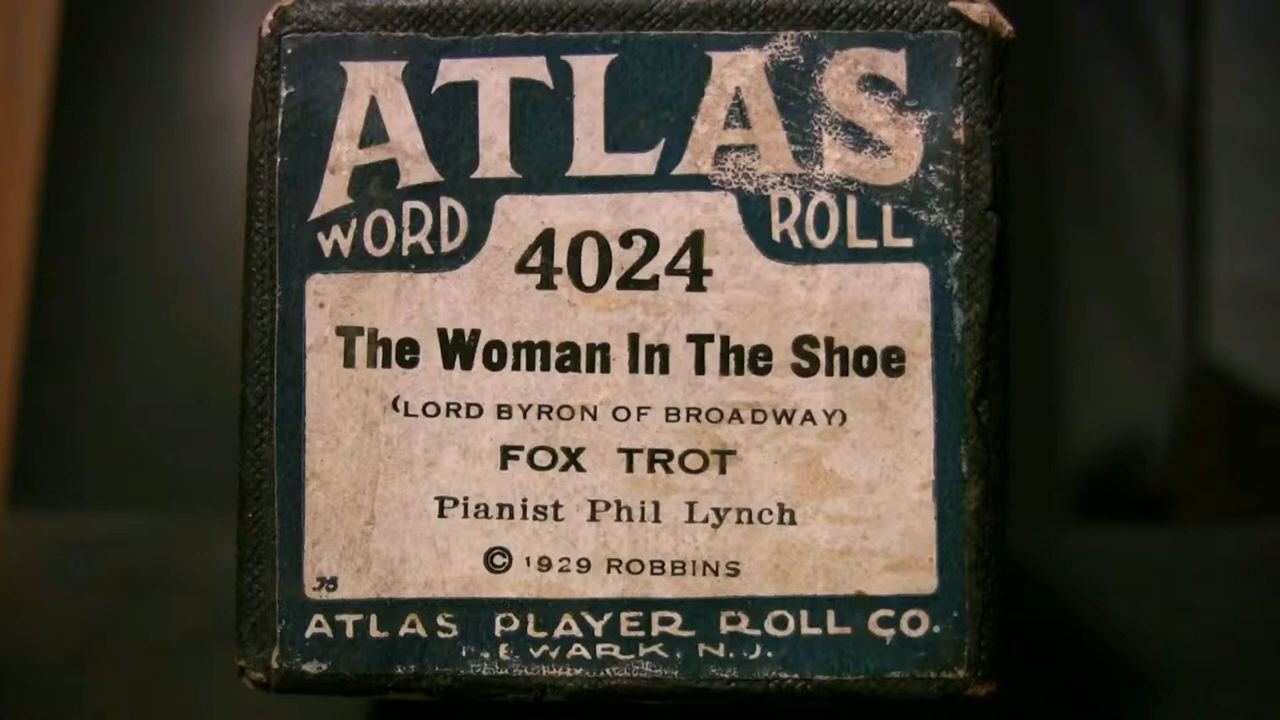 ATLAS
WORD ROLL
4024
The Woman In The Shoe
(LORD BYRON OF BROADWAY)
FOX TROT
Pianist Phil Lynch
© 1929 ROBBINS
.75
ATLAS PLAYER ROLL CO.
N.J.